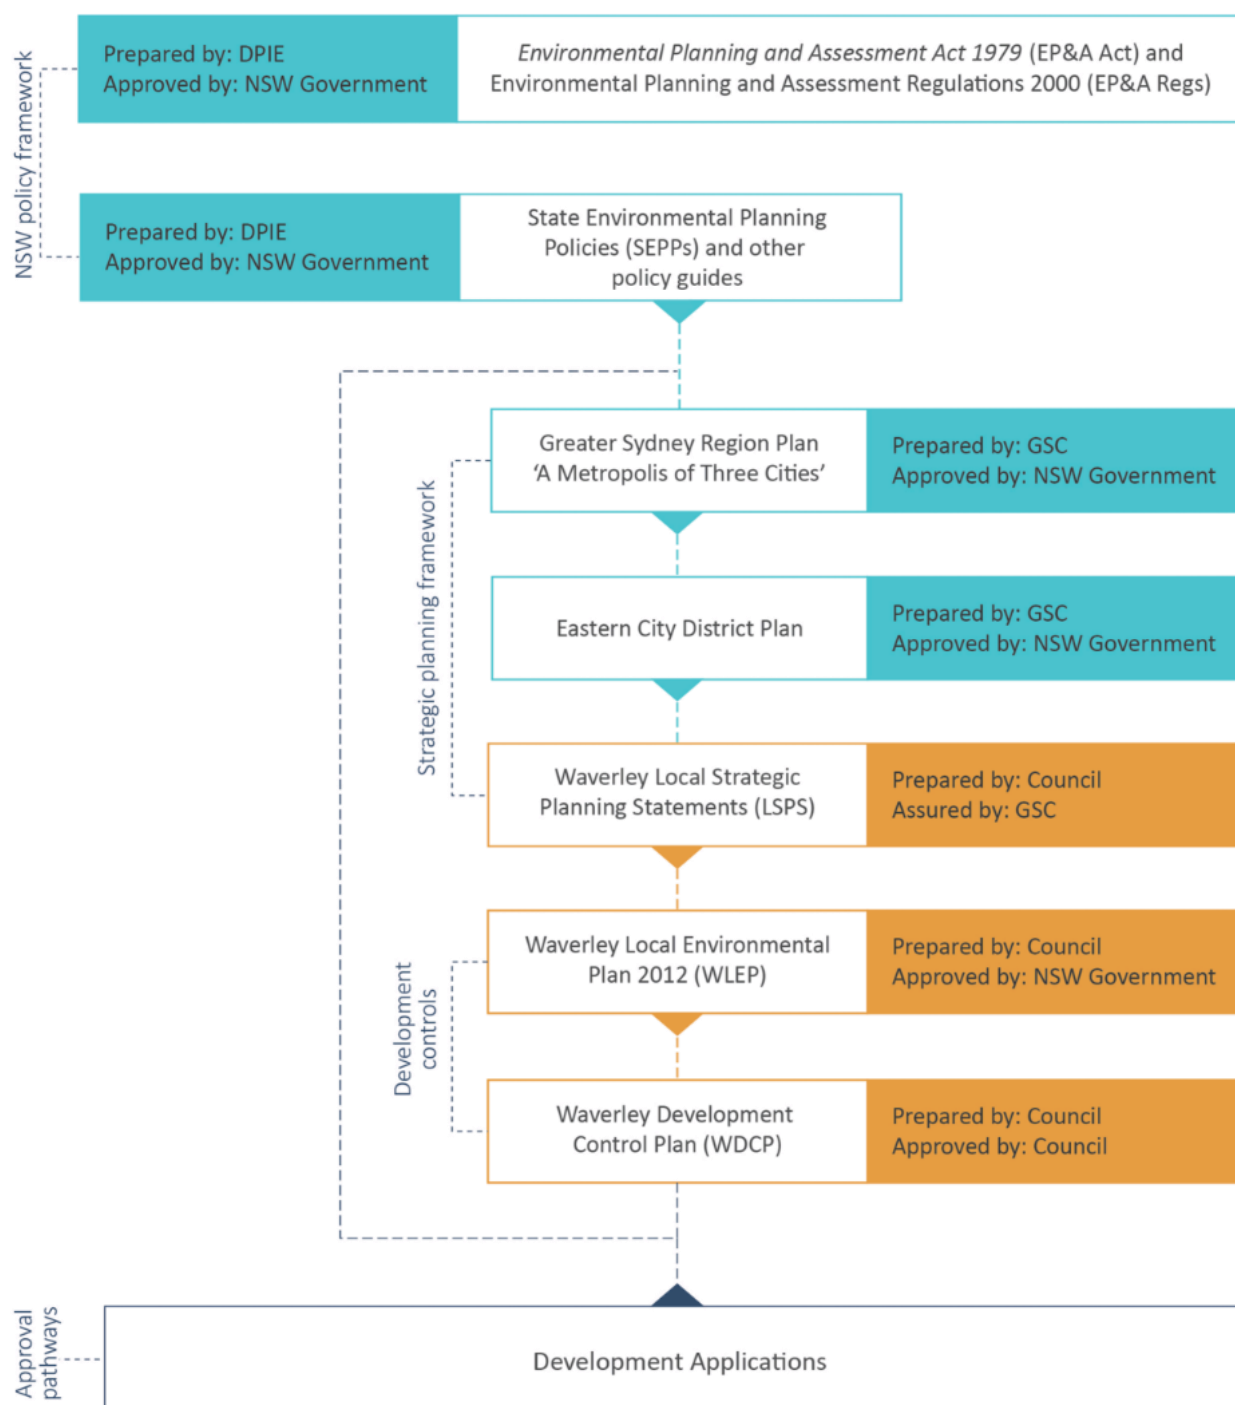 NSW policy framework
Prepared by: DPIE
Approved by: NSW Government
Environmental Planning and Assessment Act 1979 (EP&A Act) and
Environmental Planning and Assessment Regulations 2000 (EP&A Regs)
Prepared by: DPIE
Approved by: NSW Government
State Environmental Planning
Policies (SEPPs) and other
policy guides
Strategic planning framework
Greater Sydney Region Plan
‘A Metropolis of Three Cities’
Prepared by: GSC
Approved by: NSW Government
Eastern City District Plan
Prepared by: GSC
Approved by: NSW Government
Waverley Local Strategic
Planning Statements (LSPS)
Prepared by: Council
Assured by: GSC
Development
controls
Waverley Local Environmental
Plan 2012 (WLEP)
Prepared by: Council
Approved by: NSW Government
Waverley Development
Control Plan (WDCP)
Prepared by: Council
Approved by: Council
Approval
pathways
Development Applications